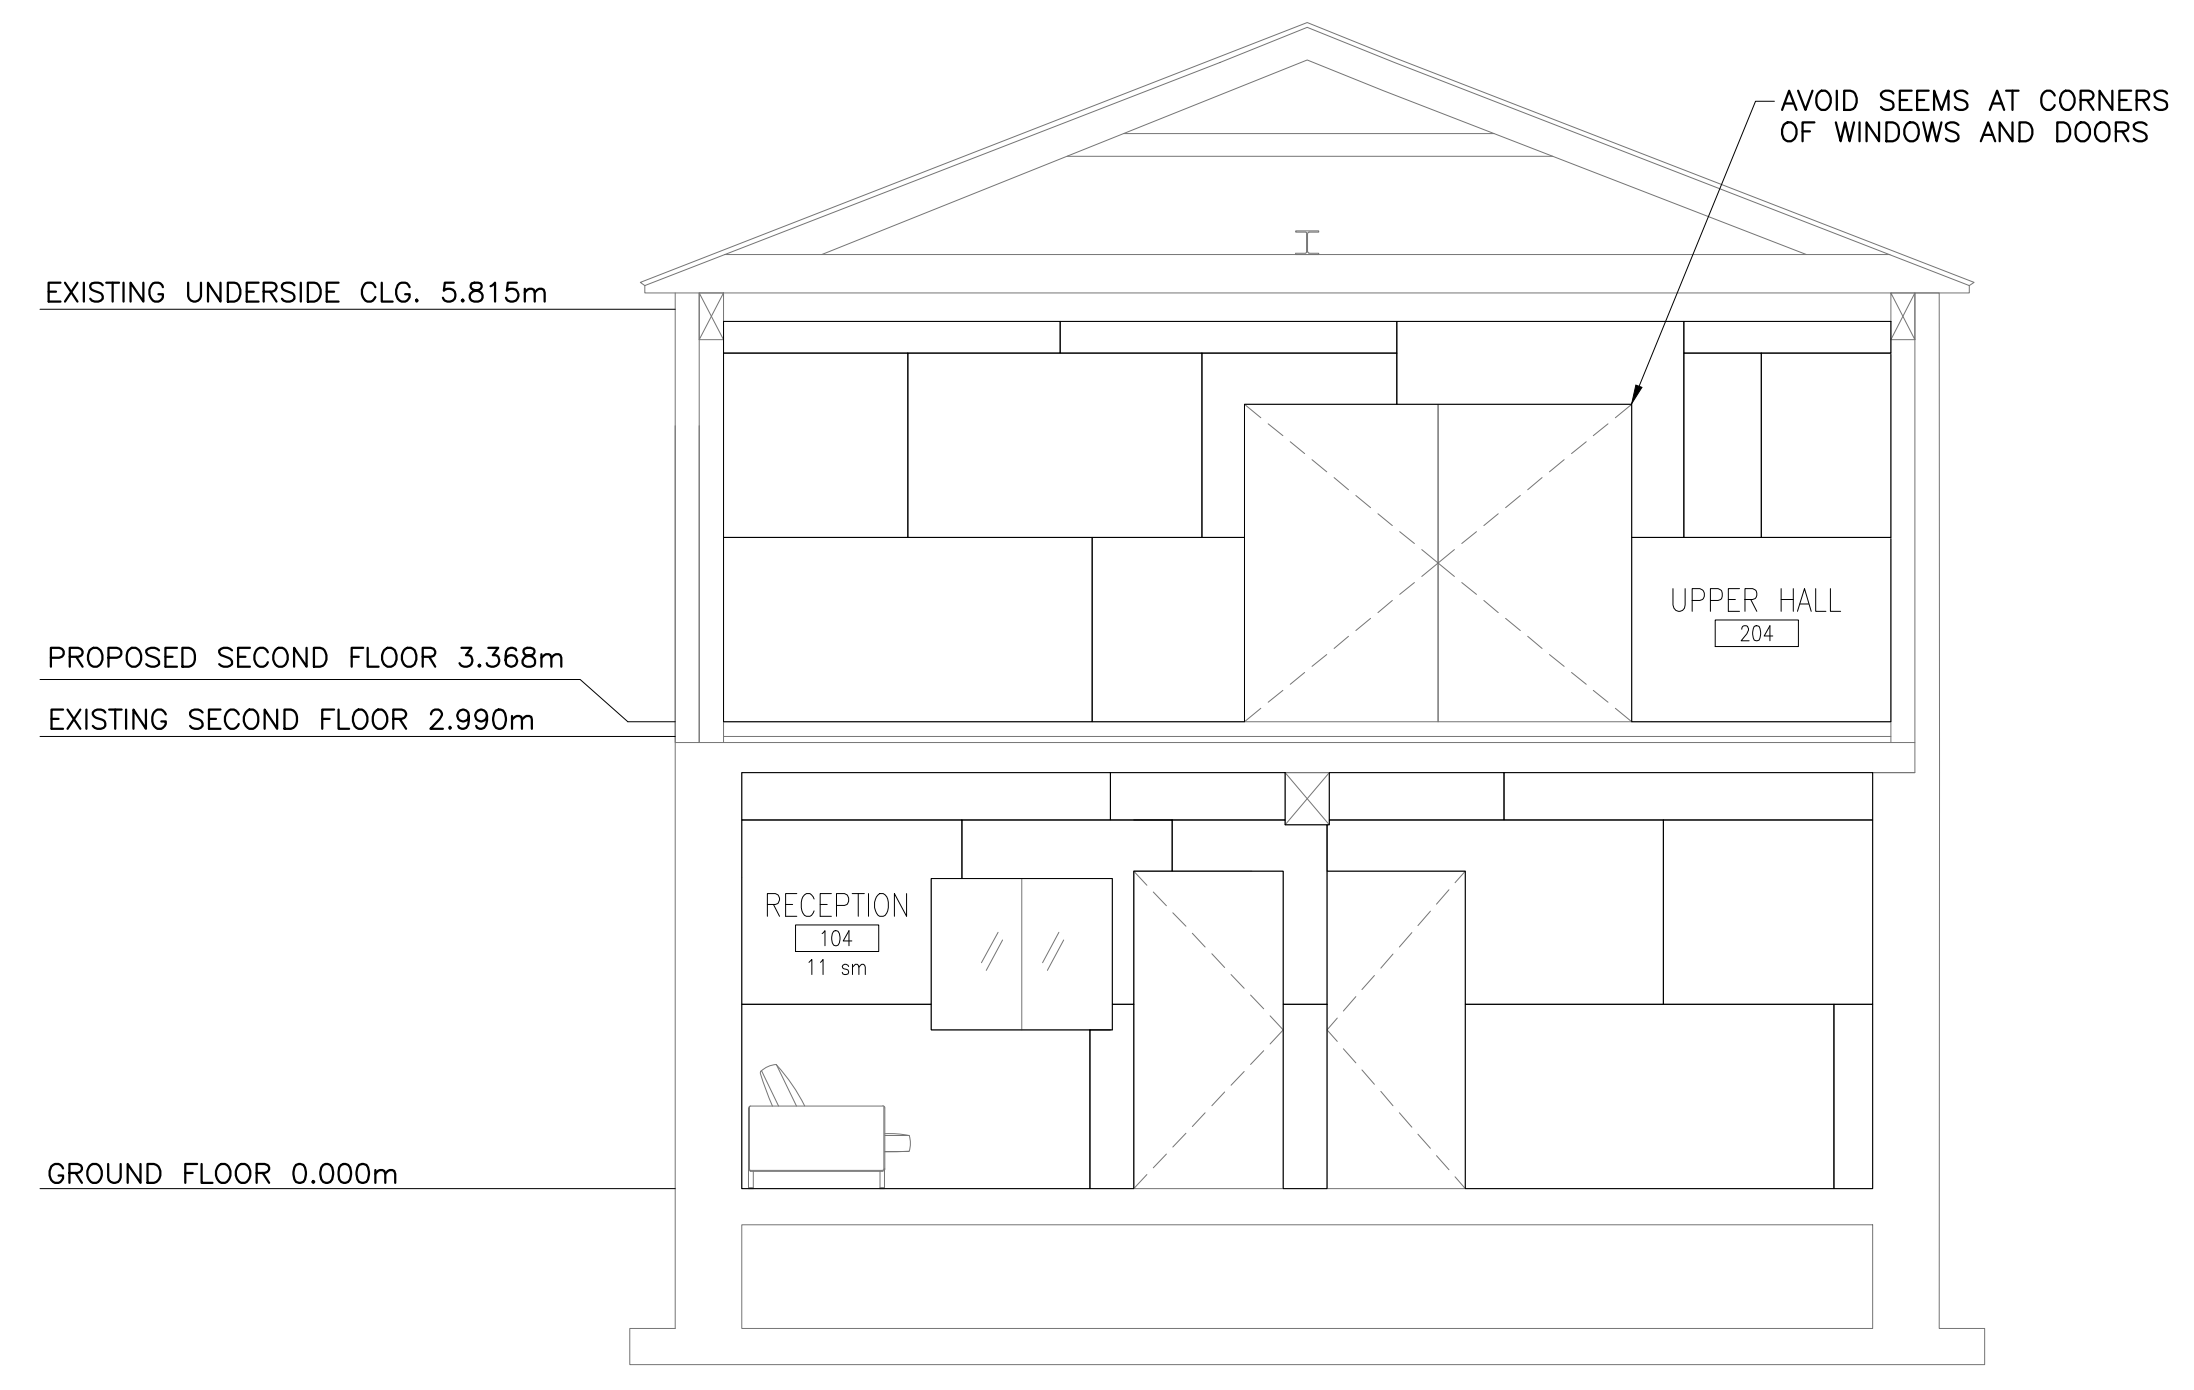 AVOID SEEMS AT CORNERS
OF WINDOWS AND DOORS
EXISTING UNDERSIDE CLG. 5.815m
UPPER HALL
204
PROPOSED SECOND FLOOR 3.368m
EXISTING SECOND FLOOR 2.990m
RECEPTION
104
11 sm
GROUND FLOOR 0.000m